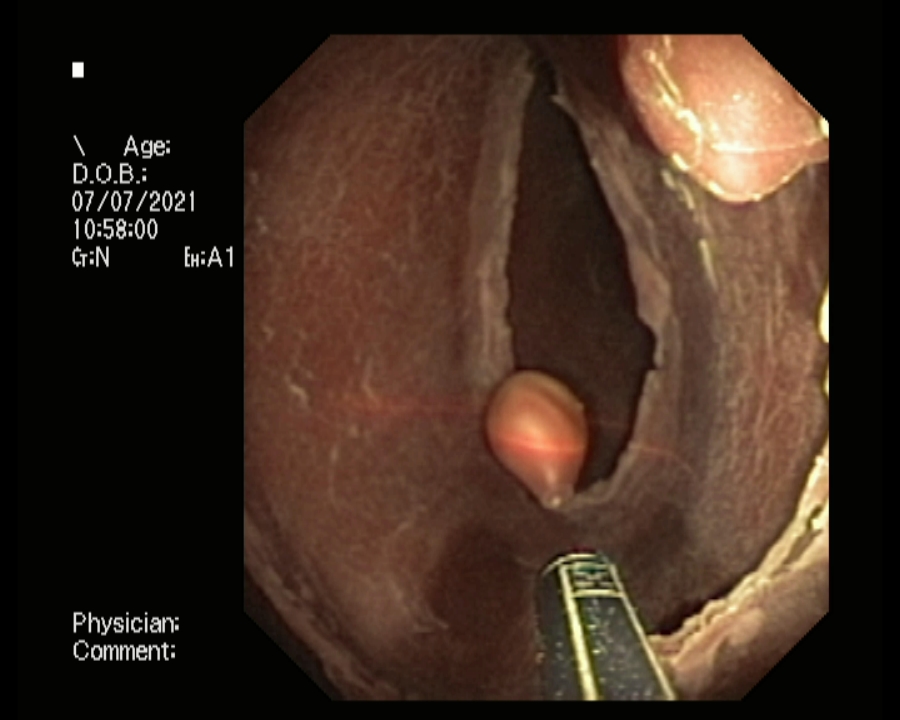 \ Age:
D.O.B.:
07/07/2021
10:58:00
Cr:N EH:A1
Physician:
Comment: